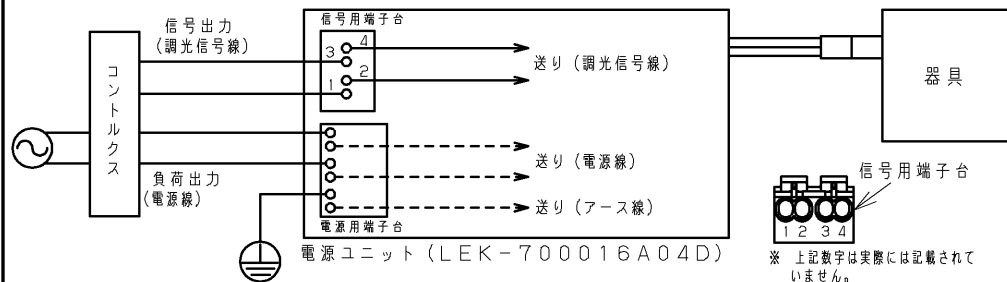 信号出力
(調光信号線)
コントルクス
負荷出力
(電源線)
信号用端子台
4
3
2
1
送り(調光信号線)
送り(電源線)
送り(アース線)
電源用端子台
電源ユニット(LEK-700016A04D)
器具
信号用端子台
1 2 3 4
※ 上記数字は実際には記載されて
いません。